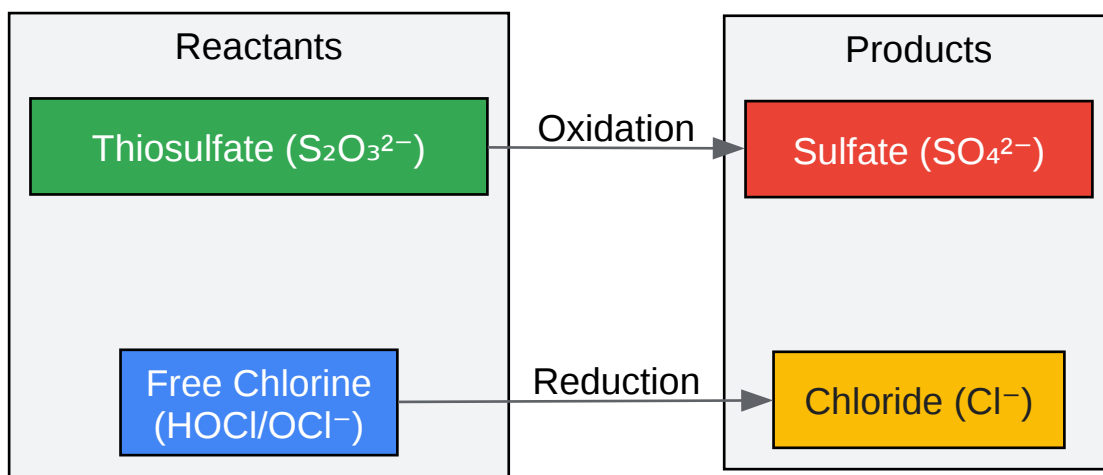 Reactants
Products
Thiosulfate (S₂O₃²⁻)
Oxidation
Sulfate (SO₄²⁻)
Free Chlorine
(HOCl/OCl⁻)
Reduction
Chloride (Cl⁻)